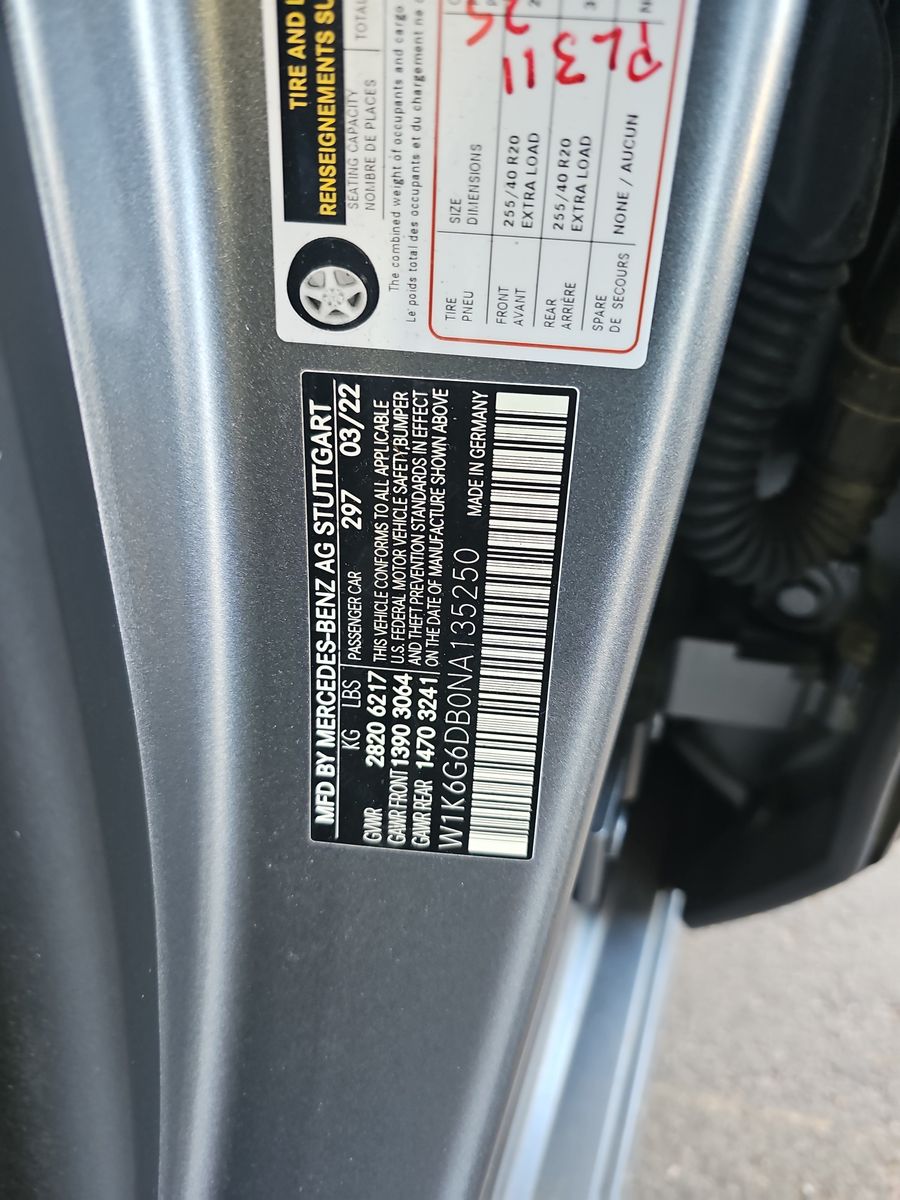 TIRE AND
RENSEIGNEMENTS
SEATING CAPACITY
NOMBRE DE PLACES
TOTAL
The combined weight of occupants and cargo
Le poids total des occupants et du chargement ne
TIRE SIZE
PNEU DIMENSIONS
FRONT 255/40 R20
AVANT EXTRA LOAD
REAR 255/40 R20
ARRIÈRE EXTRA LOAD
SPARE NONE / AUCUN
DE SECOURS
PL311
MFD BY MERCEDES-BENZ AG STUTTGART
KG LBS PASSENGER CAR 297 03/22
GVWR 2820 6217 THIS VEHICLE CONFORMS TO ALL APPLICABLE
GAWR FRONT 1390 3064 U.S. FEDERAL MOTOR VEHICLE SAFETY,BUMPER
GAWR REAR 1470 3241 AND THEFT PREVENTION STANDARDS IN EFFECT
ON THE DATE OF MANUFACTURE SHOWN ABOVE
W1K6G6DB0NA135250 MADE IN GERMANY